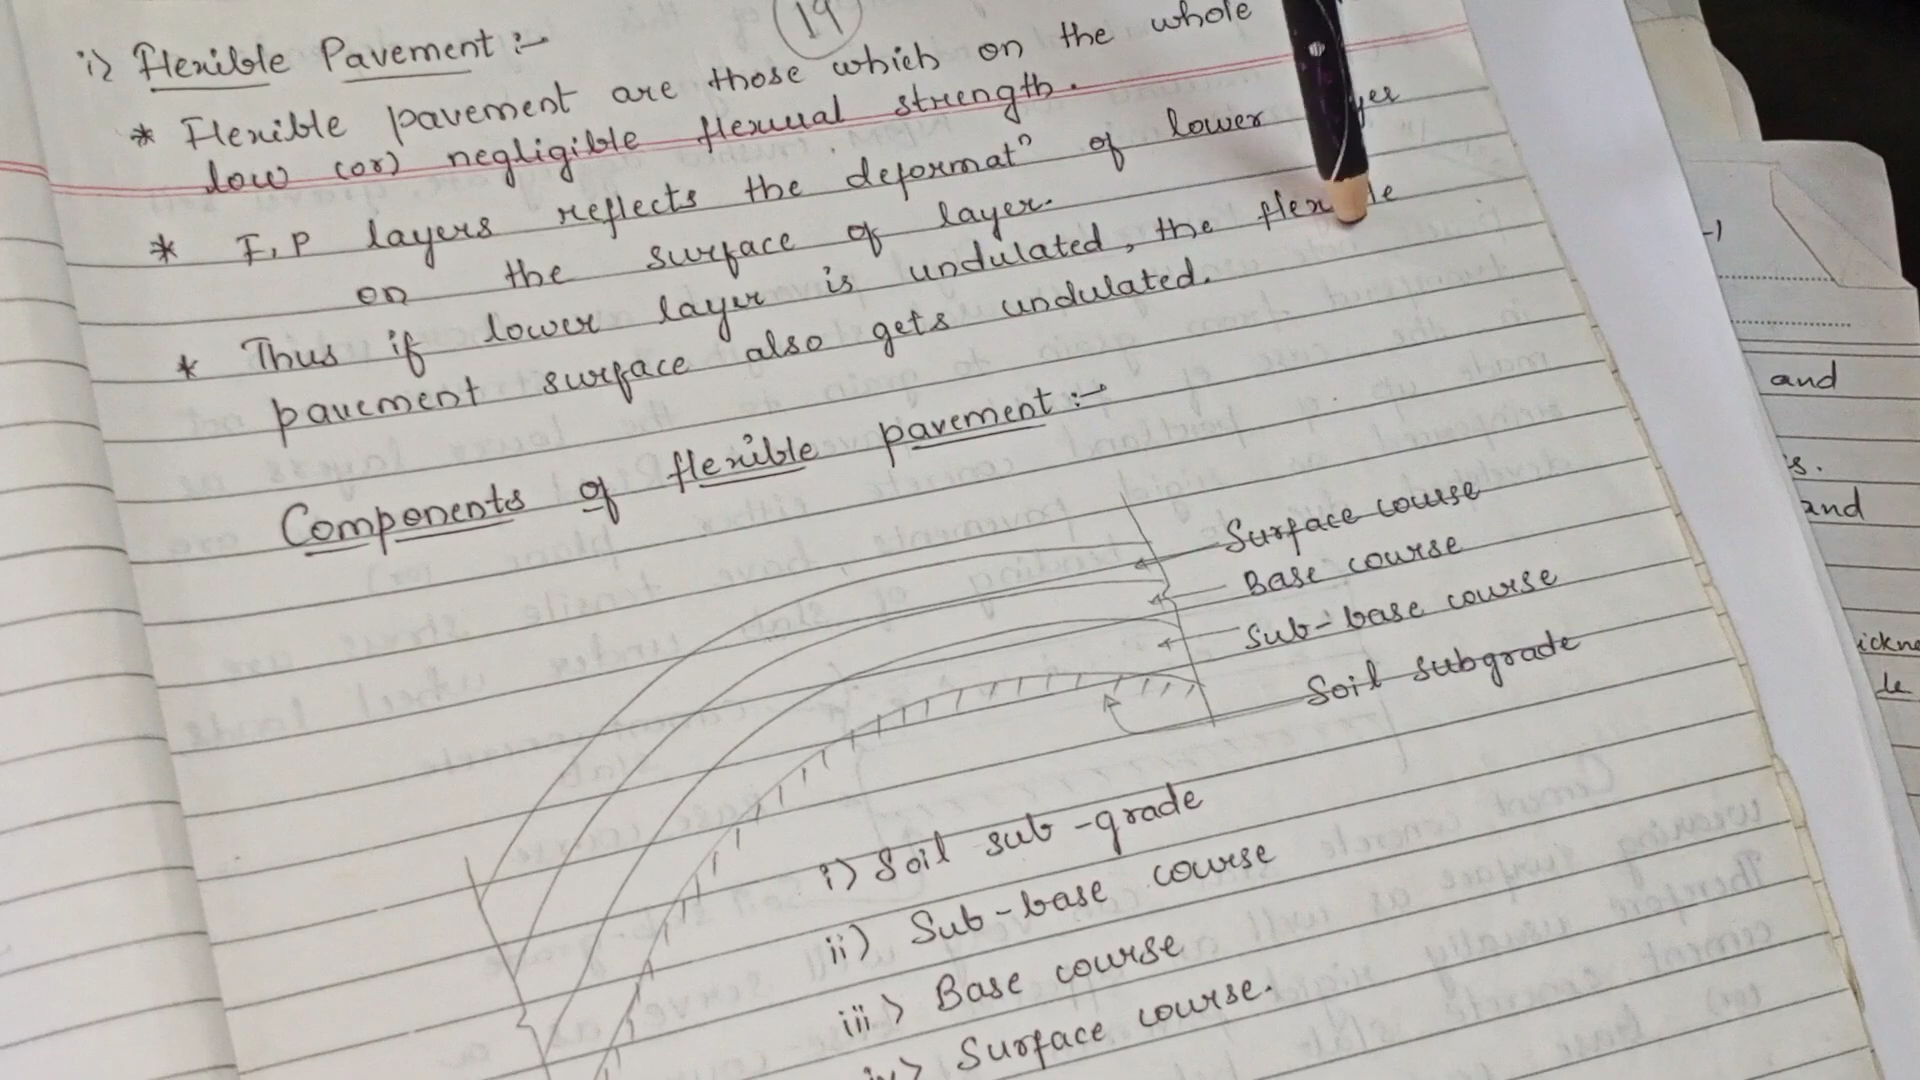 19
i) Flexible Pavement :-
* Flexible pavement are those which on the whole
low (or) negligible flexural strength.
* F.P layers reflects the deformatⁿ of lower
on the surface of layer.
* Thus if lower layer is undulated, the
pavement surface also gets undulated.
Components of flexible pavement :-
Surface course
Base course
Sub-base course
Soil subgrade
i) Soil sub-grade
ii) Sub-base course
iii) Base course
iv) Surface course.
and
and